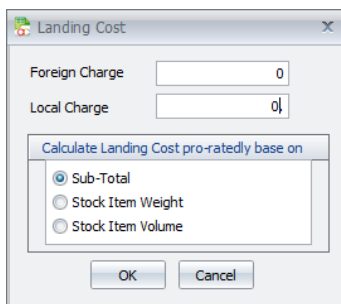 Landing Cost
Foreign Charge 0
Local Charge 0
Calculate Landing Cost pro-ratedly base on
Sub-Total
Stock Item Weight
Stock Item Volume
OK Cancel